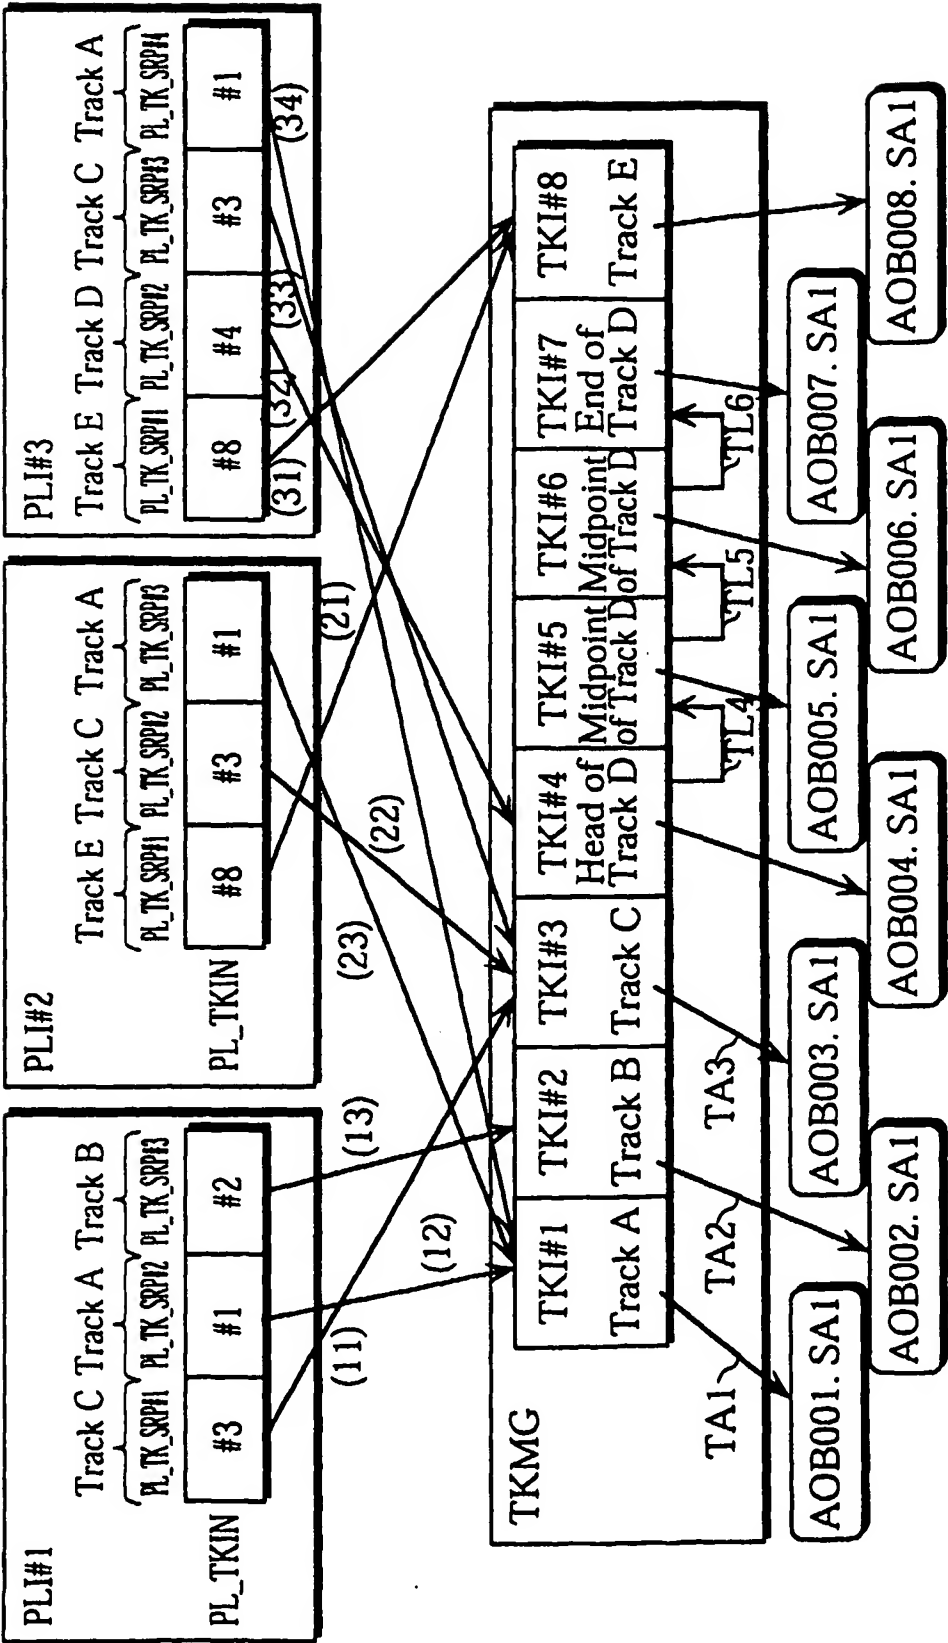 PLI#1
Track C Track A Track B
PL_TK_SRP#1 PL_TK_SRP#2 PL_TK_SRP#3
PL_TKIN #3 #1 #2
PLI#2
Track E Track C Track A
PL_TK_SRP#1 PL_TK_SRP#2 PL_TK_SRP#3
PL_TKIN #8 #3 #1
PLI#3
Track E Track D Track C Track A
PL_TK_SRP#1 PL_TK_SRP#2 PL_TK_SRP#3 PL_TK_SRP#4
#8 #4 #3 #1
(11) (12) (13) (23) (22) (21) (31) (32) (33) (34)
TKMG
TKI#1
Track A
TKI#2
Track B
TKI#3
Track C
TKI#4
Head of
Track D
TKI#5
Midpoint
of Track D
TKI#6
Midpoint
of Track D
TKI#7
End of
Track D
TKI#8
Track E
TA1 TA2 TA3 TL4 TL5 TL6
AOB001. SA1
AOB002. SA1
AOB003. SA1
AOB004. SA1
AOB005. SA1
AOB006. SA1
AOB007. SA1
AOB008. SA1